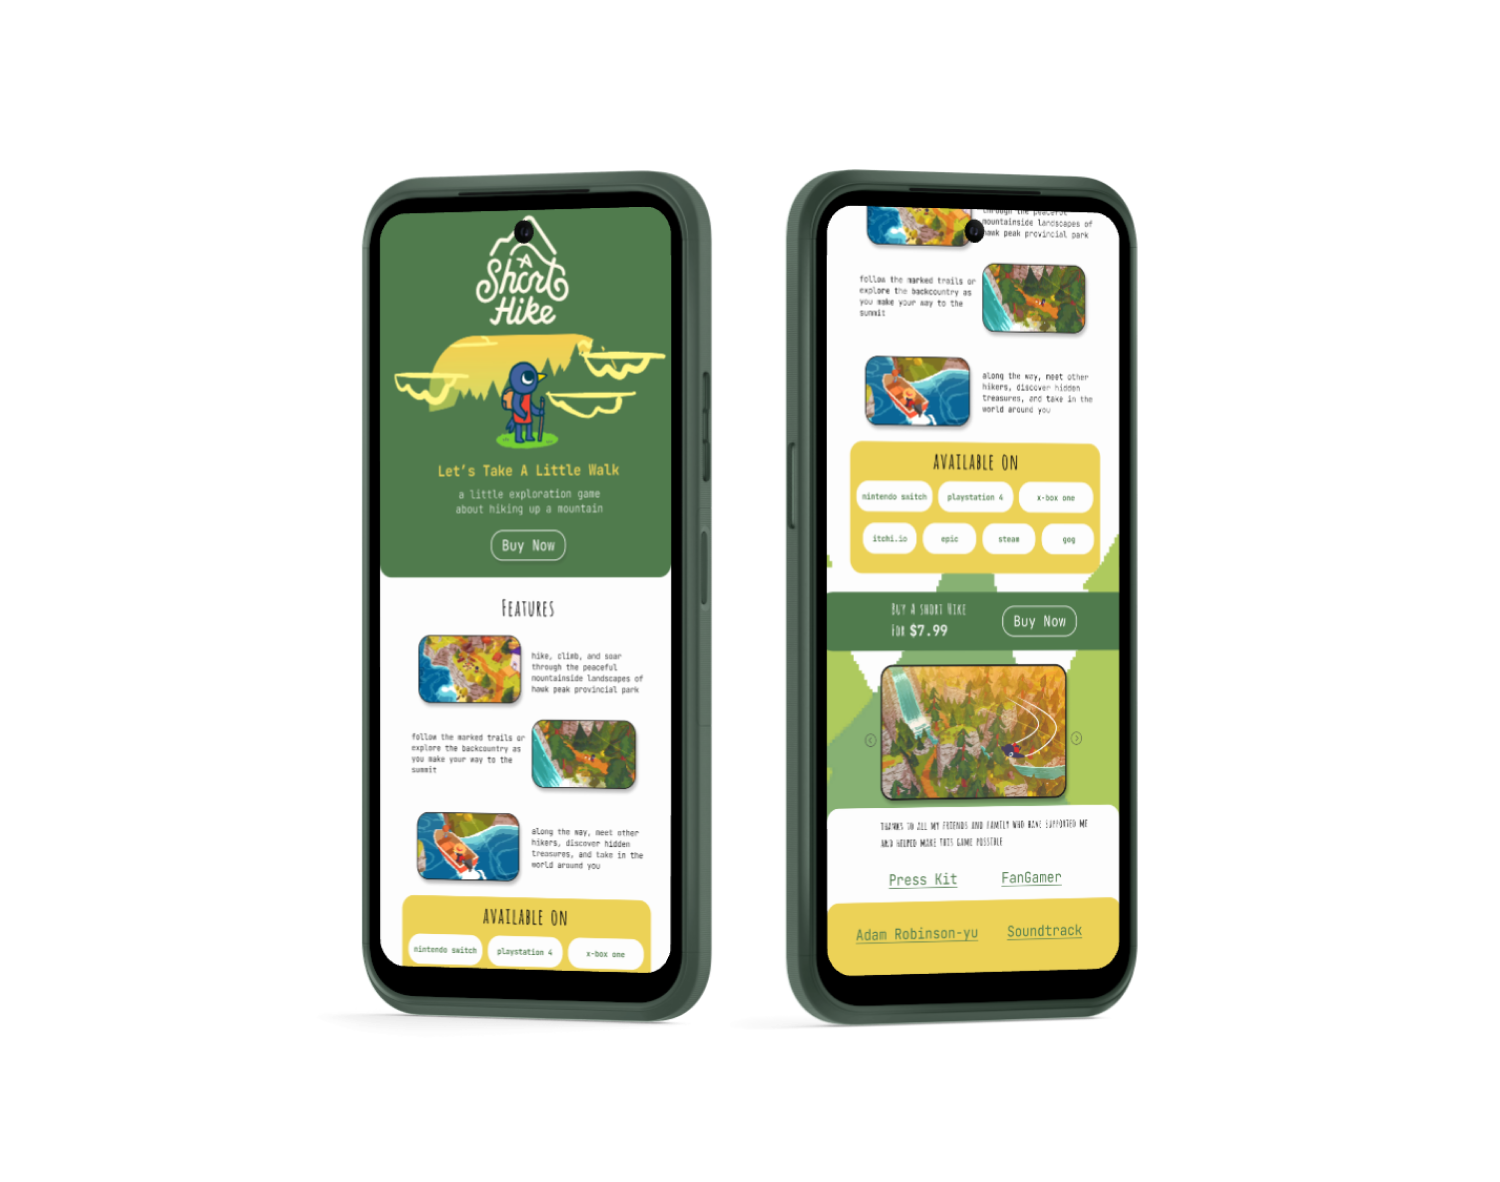 A
Short
Hike
Let's Take A Little Walk
a little exploration game
about hiking up a mountain
Buy Now
Features
hike, climb, and soar
through the peaceful
mountainside landscapes of
hawk peak provincial park
follow the marked trails or
explore the backcountry as
you make your way to the
summit
along the way, meet other
hikers, discover hidden
treasures, and take in the
world around you
AVAILABLE ON
nintendo switch
playstation 4
x-box one
through the peaceful
mountainside landscapes of
hawk peak provincial park
follow the marked trails or
explore the backcountry as
you make your way to the
summit
along the way, meet other
hikers, discover hidden
treasures, and take in the
world around you
AVAILABLE ON
nintendo switch
playstation 4
x-box one
itchi.io
epic
steam
gog
BUY A SHORT HIKE
FOR $7.99
Buy Now
THANKS TO ALL MY FRIENDS AND FAMILY WHO HAVE SUPPORTED ME
AND HELPED MAKE THIS GAME POSSIBLE
Press Kit
FanGamer
Adam Robinson-yu
Soundtrack